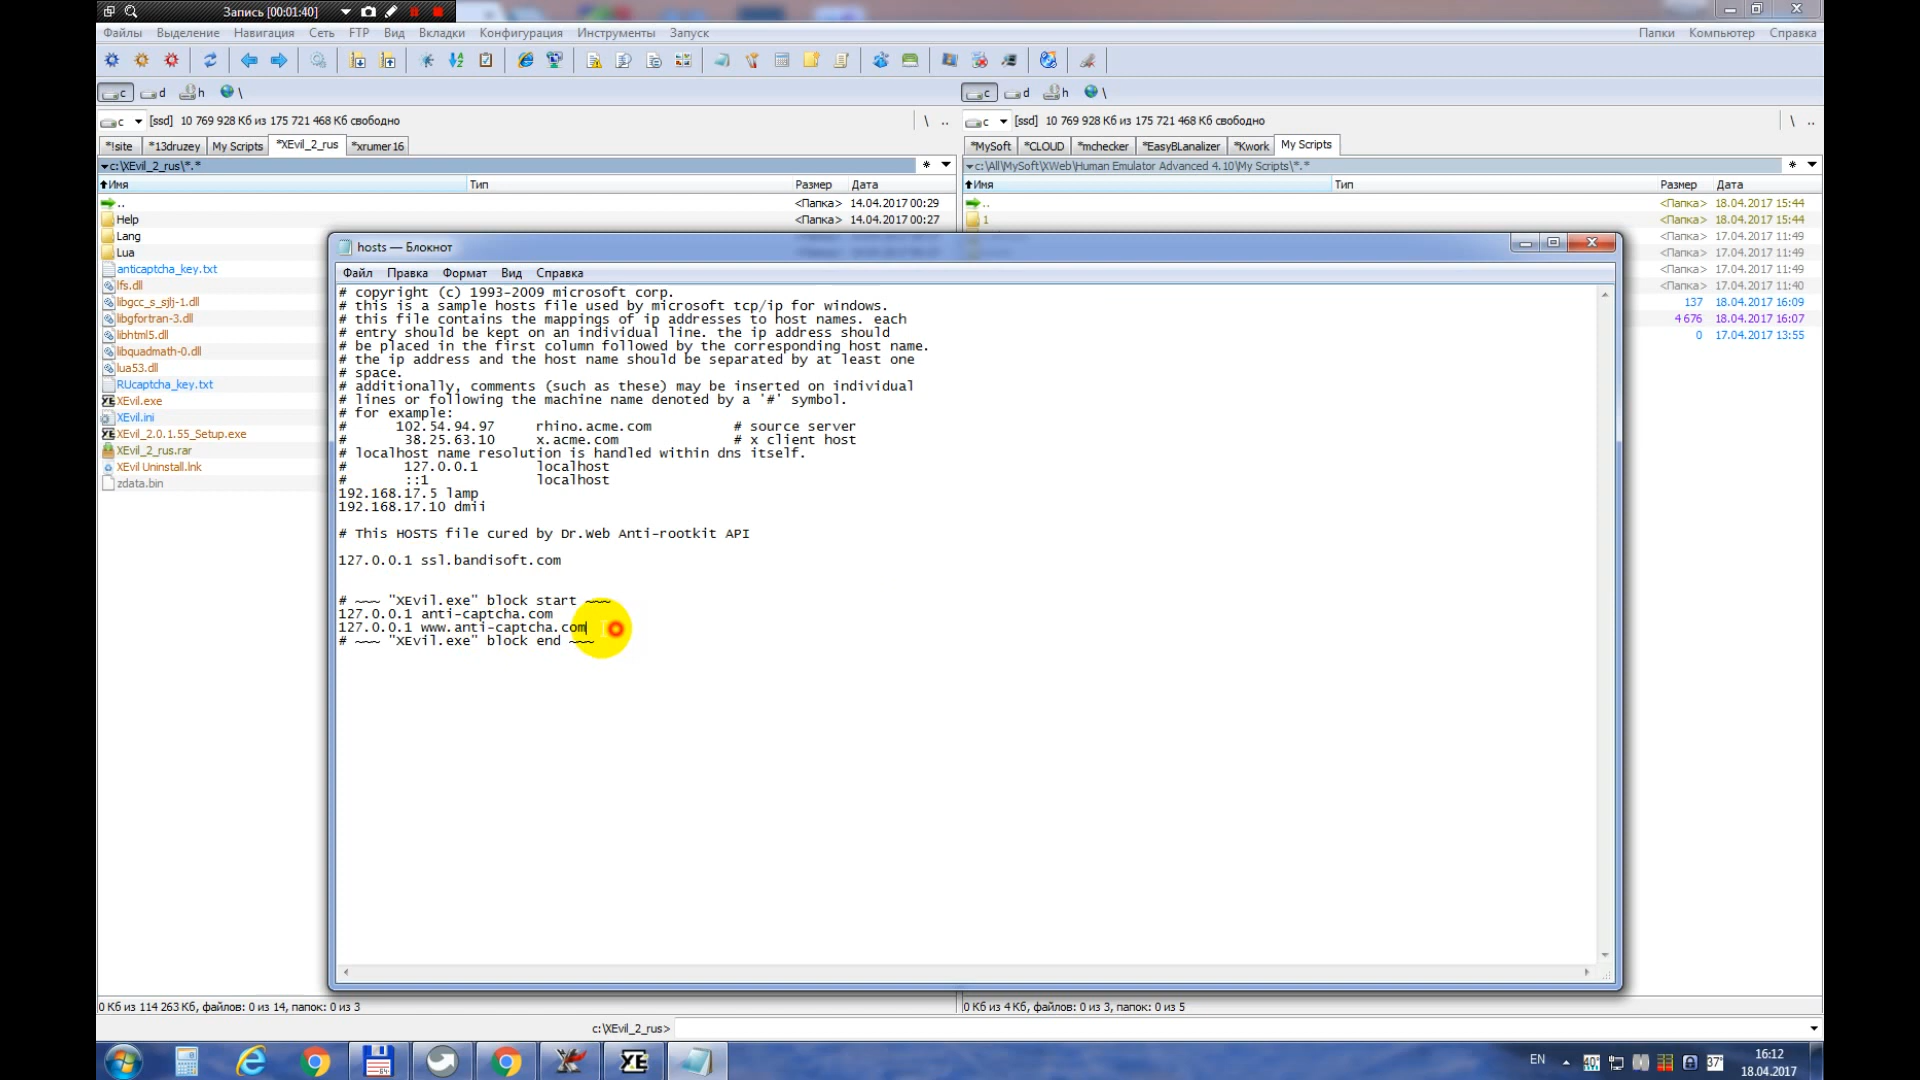 Запись [00:01:40]
Файлы Выделение Навигация Сеть FTP Вид Вкладки Конфигурация Инструменты Запуск Папки Компьютер Справка
c d h \ c d h \
c [ssd] 10 769 928 Кб из 175 721 468 Кб свободно \ .. c [ssd] 10 769 928 Кб из 175 721 468 Кб свободно \ ..
*!site *13druzey My Scripts *XEvil_2_rus *xrumer16 *MySoft *CLOUD *mchecker *EasyBLanalizer *Kwork My Scripts
c:\XEvil_2_rus\*.* * c:\All\MySoft\XWeb\Human Emulator Advanced 4.10\My Scripts\*.* *
Имя Тип Размер Дата Имя Тип Размер Дата
.. <Папка> 14.04.2017 00:29 .. <Папка> 18.04.2017 15:44
Help <Папка> 14.04.2017 00:27 1 <Папка> 18.04.2017 15:44
Lang <Папка> 17.04.2017 11:49
Lua <Папка> 17.04.2017 11:49
anticaptcha_key.txt <Папка> 17.04.2017 11:49
lfs.dll <Папка> 17.04.2017 11:40
libgcc_s_sjlj-1.dll 137 18.04.2017 16:09
libgfortran-3.dll 4 676 18.04.2017 16:07
libhtml5.dll 0 17.04.2017 13:55
libquadmath-0.dll
lua53.dll
RUcaptcha_key.txt
XEvil.exe
XEvil.ini
XEvil_2.0.1.55_Setup.exe
XEvil_2_rus.rar
XEvil Uninstall.lnk
zdata.bin
hosts — Блокнот
Файл Правка Формат Вид Справка
# copyright (c) 1993-2009 microsoft corp.
# this is a sample hosts file used by microsoft tcp/ip for windows.
# this file contains the mappings of ip addresses to host names. each
# entry should be kept on an individual line. the ip address should
# be placed in the first column followed by the corresponding host name.
# the ip address and the host name should be separated by at least one
# space.
# additionally, comments (such as these) may be inserted on individual
# lines or following the machine name denoted by a '#' symbol.
# for example:
# 102.54.94.97 rhino.acme.com # source server
# 38.25.63.10 x.acme.com # x client host
# localhost name resolution is handled within dns itself.
# 127.0.0.1 localhost
# ::1 localhost
192.168.17.5 lamp
192.168.17.10 dmii
# This HOSTS file cured by Dr.Web Anti-rootkit API
127.0.0.1 ssl.bandisoft.com
# ~~~ "XEvil.exe" block start ~~~
127.0.0.1 anti-captcha.com
127.0.0.1 www.anti-captcha.com
# ~~~ "XEvil.exe" block end ~~~
0 Кб из 114 263 Кб, файлов: 0 из 14, папок: 0 из 3 0 Кб из 4 Кб, файлов: 0 из 3, папок: 0 из 5
c:\XEvil_2_rus>
64 XE EN 40° 37° 16:12
18.04.2017